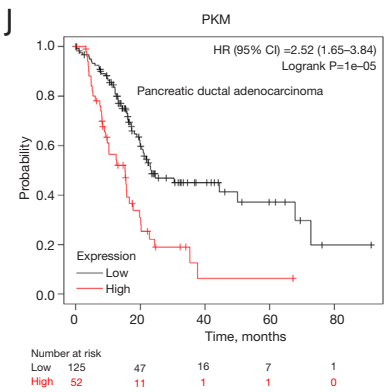 J
PKM
HR (95% CI) =2.52 (1.65–3.84)
Logrank P=1e–05
Pancreatic ductal adenocarcinoma
Probability
1.0
0.8
0.6
0.4
0.2
0.0
Expression
Low
High
0 20 40 60 80
Time, months
Number at risk
Low 125 47 16 7 1
High 52 11 1 1 0